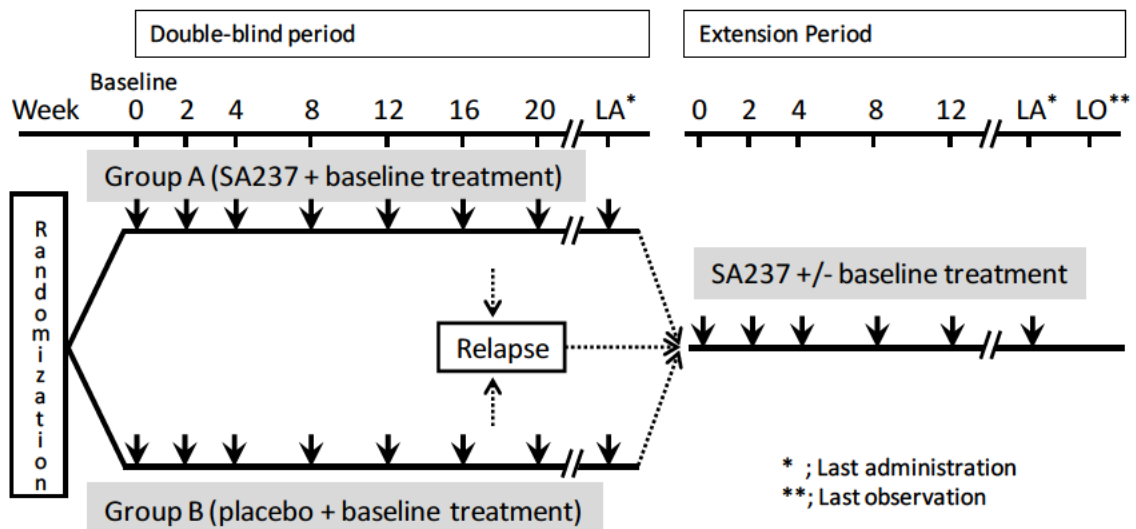 Double-blind period
Extension Period
Baseline
Week 0 2 4 8 12 16 20 LA*
0 2 4 8 12 LA* LO**
Group A (SA237 + baseline treatment)
Randomization
SA237 +/- baseline treatment
Relapse
* ; Last administration
**; Last observation
Group B (placebo + baseline treatment)